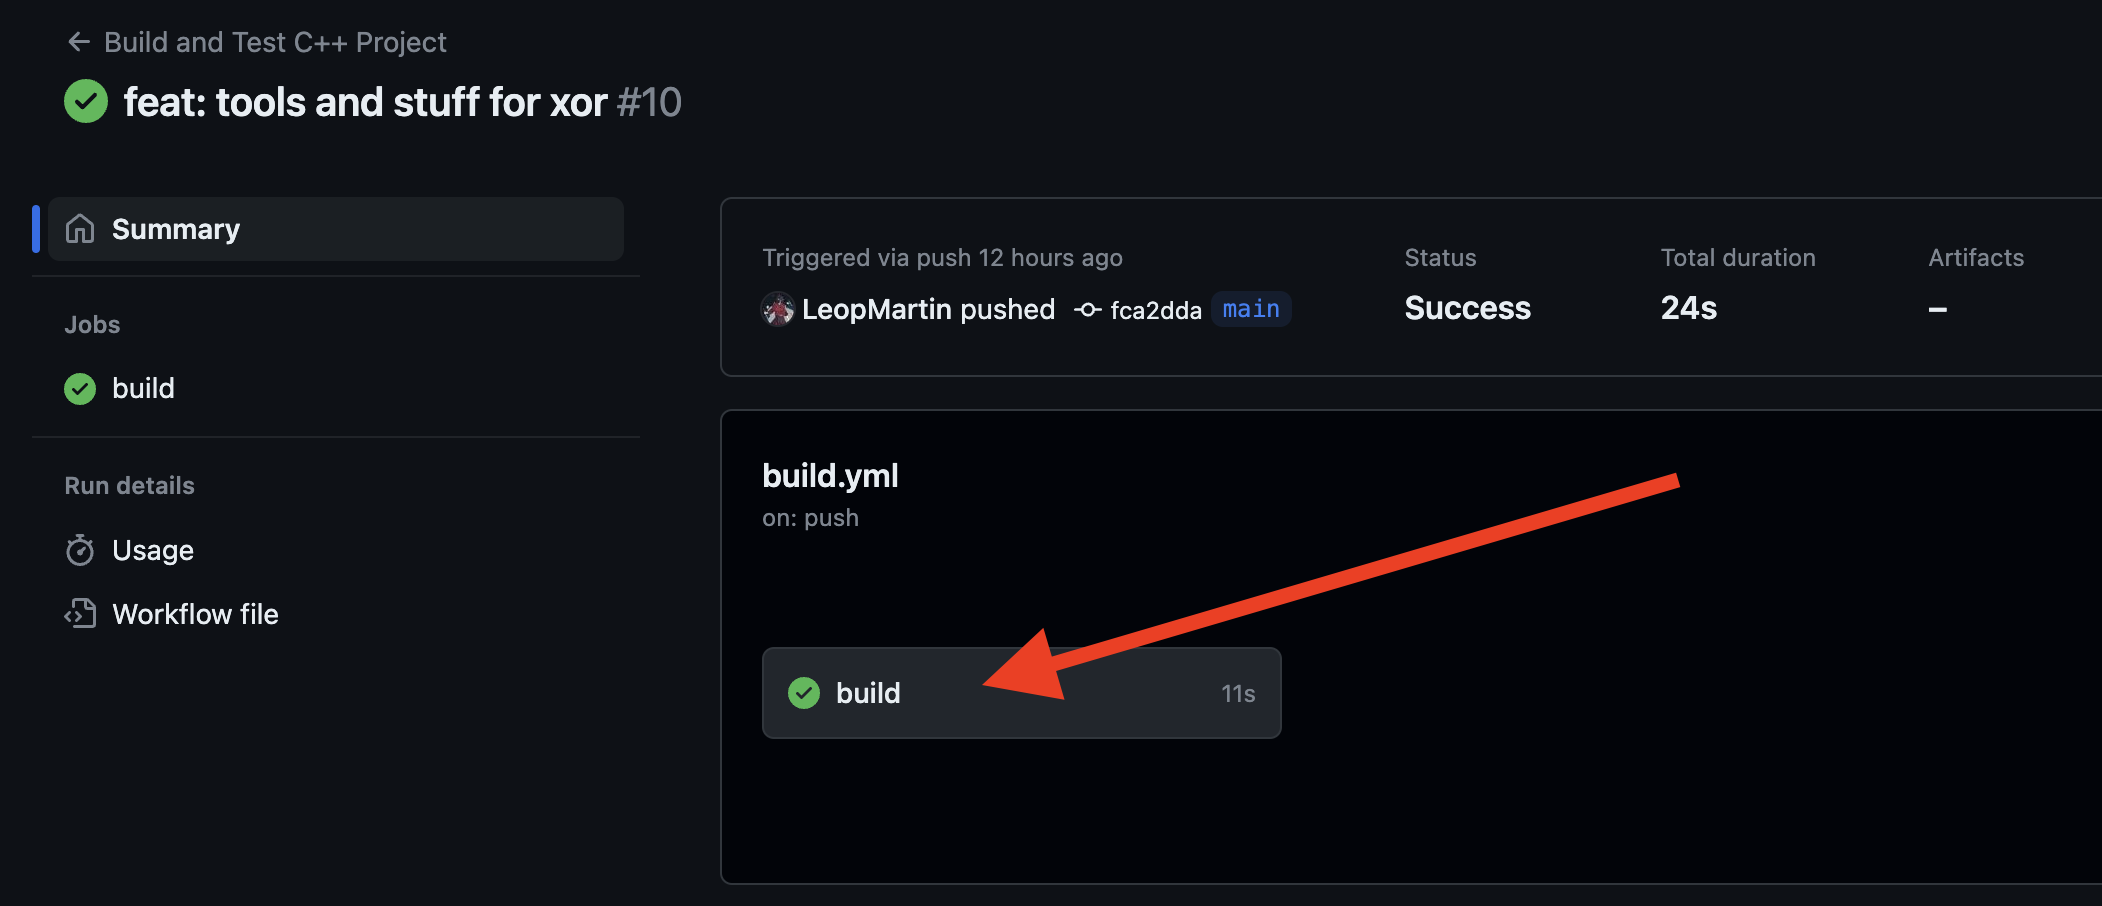 Build and Test C++ Project
feat: tools and stuff for xor #10
Summary
Jobs
build
Run details
Usage
Workflow file
Triggered via push 12 hours ago
LeopMartin pushed fca2dda main
Status
Success
Total duration
24s
Artifacts
–
build.yml
on: push
build 11s